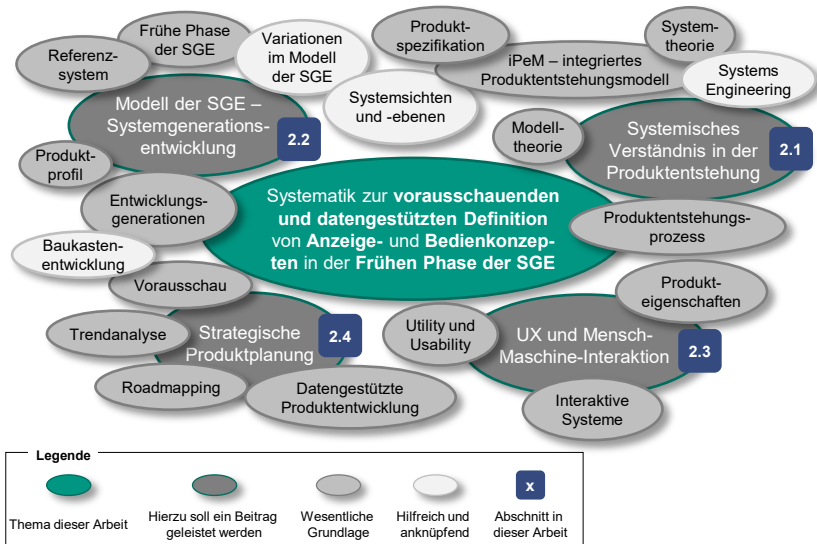 Frühe Phase
der SGE
Referenz-
system
Variationen
im Modell
der SGE
Produkt-
spezifikation
iPeM – integriertes
Produktentstehungsmodell
System-
theorie
Systems
Engineering
Systemsichten
und -ebenen
Modell der SGE –
Systemgenerations-
entwicklung
2.2
Modell-
theorie
Systemisches
Verständnis in der
Produktentstehung
2.1
Produkt-
profil
Entwicklungs-
generationen
Baukasten-
entwicklung
Systematik zur vorausschauenden
und datengestützten Definition
von Anzeige- und Bedienkonzep-
ten in der Frühen Phase der SGE
Produktentstehungs-
prozess
Vorausschau
Trendanalyse
Strategische
Produktplanung
2.4
Roadmapping
Datengestützte
Produktentwicklung
Utility und
Usability
Produkt-
eigenschaften
UX und Mensch-
Maschine-Interaktion
2.3
Interaktive
Systeme
Legende
Thema dieser Arbeit
Hierzu soll ein Beitrag
geleistet werden
Wesentliche
Grundlage
Hilfreich und
anknüpfend
x
Abschnitt in
dieser Arbeit